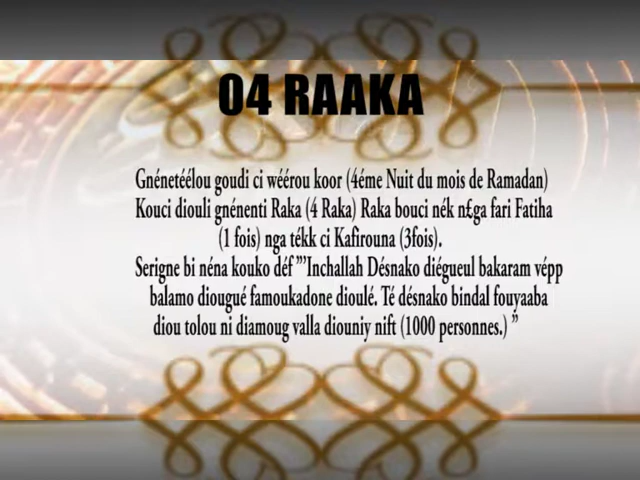 04 RAAKA
Gnénetéélou goudi ci wéérou koor (4éme Nuit du mois de Ramadan)
Kouci diouli gnénenti Raka (4 Raka) Raka bouci nék n£ga fari Fatiha
(1 fois) nga tékk ci Kafirouna (3fois).
Serigne bi néna kouko déf ”’Inchallah Désnako diégueul bakaram vépp
balamo diougué famoukadone dioulé. Té désnako bindal fouyaaba
diou tolou ni diamoug valla diouniy nift (1000 personnes.) ”